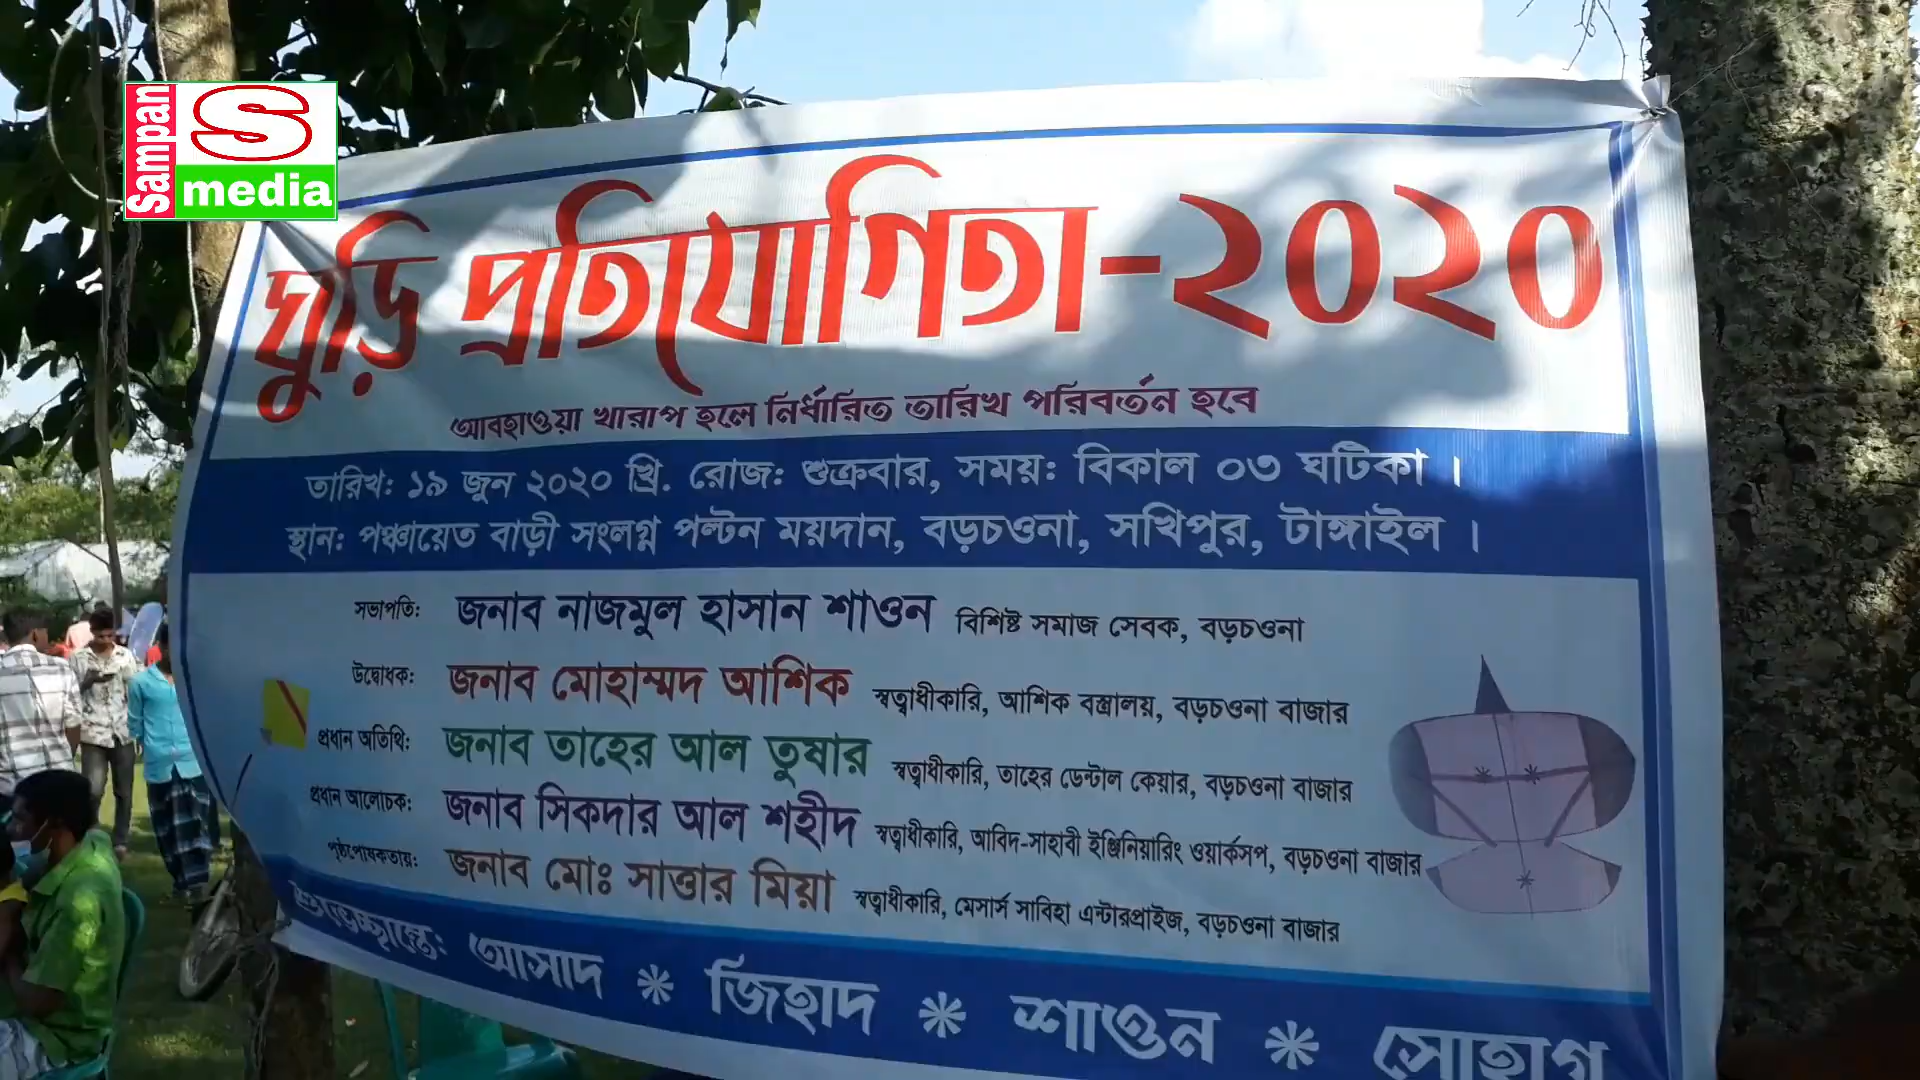 Sampan
S
media
ঘুড়ি প্রতিযোগিতা-২০২০
আবহাওয়া খারাপ হলে নির্ধারিত তারিখ পরিবর্তন হবে
তারিখ: ১৯ জুন ২০২০ খ্রি. রোজ: শুক্রবার, সময়: বিকাল ০৩ ঘটিকা ।
স্থান: পঞ্চায়েত বাড়ী সংলগ্ন পল্টন ময়দান, বড়চওনা, সখিপুর, টাঙ্গাইল ।
সভাপতি: জনাব নাজমুল হাসান শাওন বিশিষ্ট সমাজ সেবক, বড়চওনা
উদ্বোধক: জনাব মোহাম্মদ আশিক স্বত্বাধীকারি, আশিক বস্ত্রালয়, বড়চওনা বাজার
প্রধান অতিথি: জনাব তাহের আল তুষার স্বত্বাধীকারি, তাহের ডেন্টাল কেয়ার, বড়চওনা বাজার
প্রধান আলোচক: জনাব সিকদার আল শহীদ স্বত্বাধীকারি, আবিদ-সাহাবী ইঞ্জিনিয়ারিং ওয়ার্কসপ, বড়চওনা বাজার
পৃষ্ঠপোষকতায়: জনাব মোঃ সাত্তার মিয়া স্বত্বাধীকারি, মেসার্স সাবিহা এন্টারপ্রাইজ, বড়চওনা বাজার
আসাদ * জিহাদ * শাওন * সোহাগ